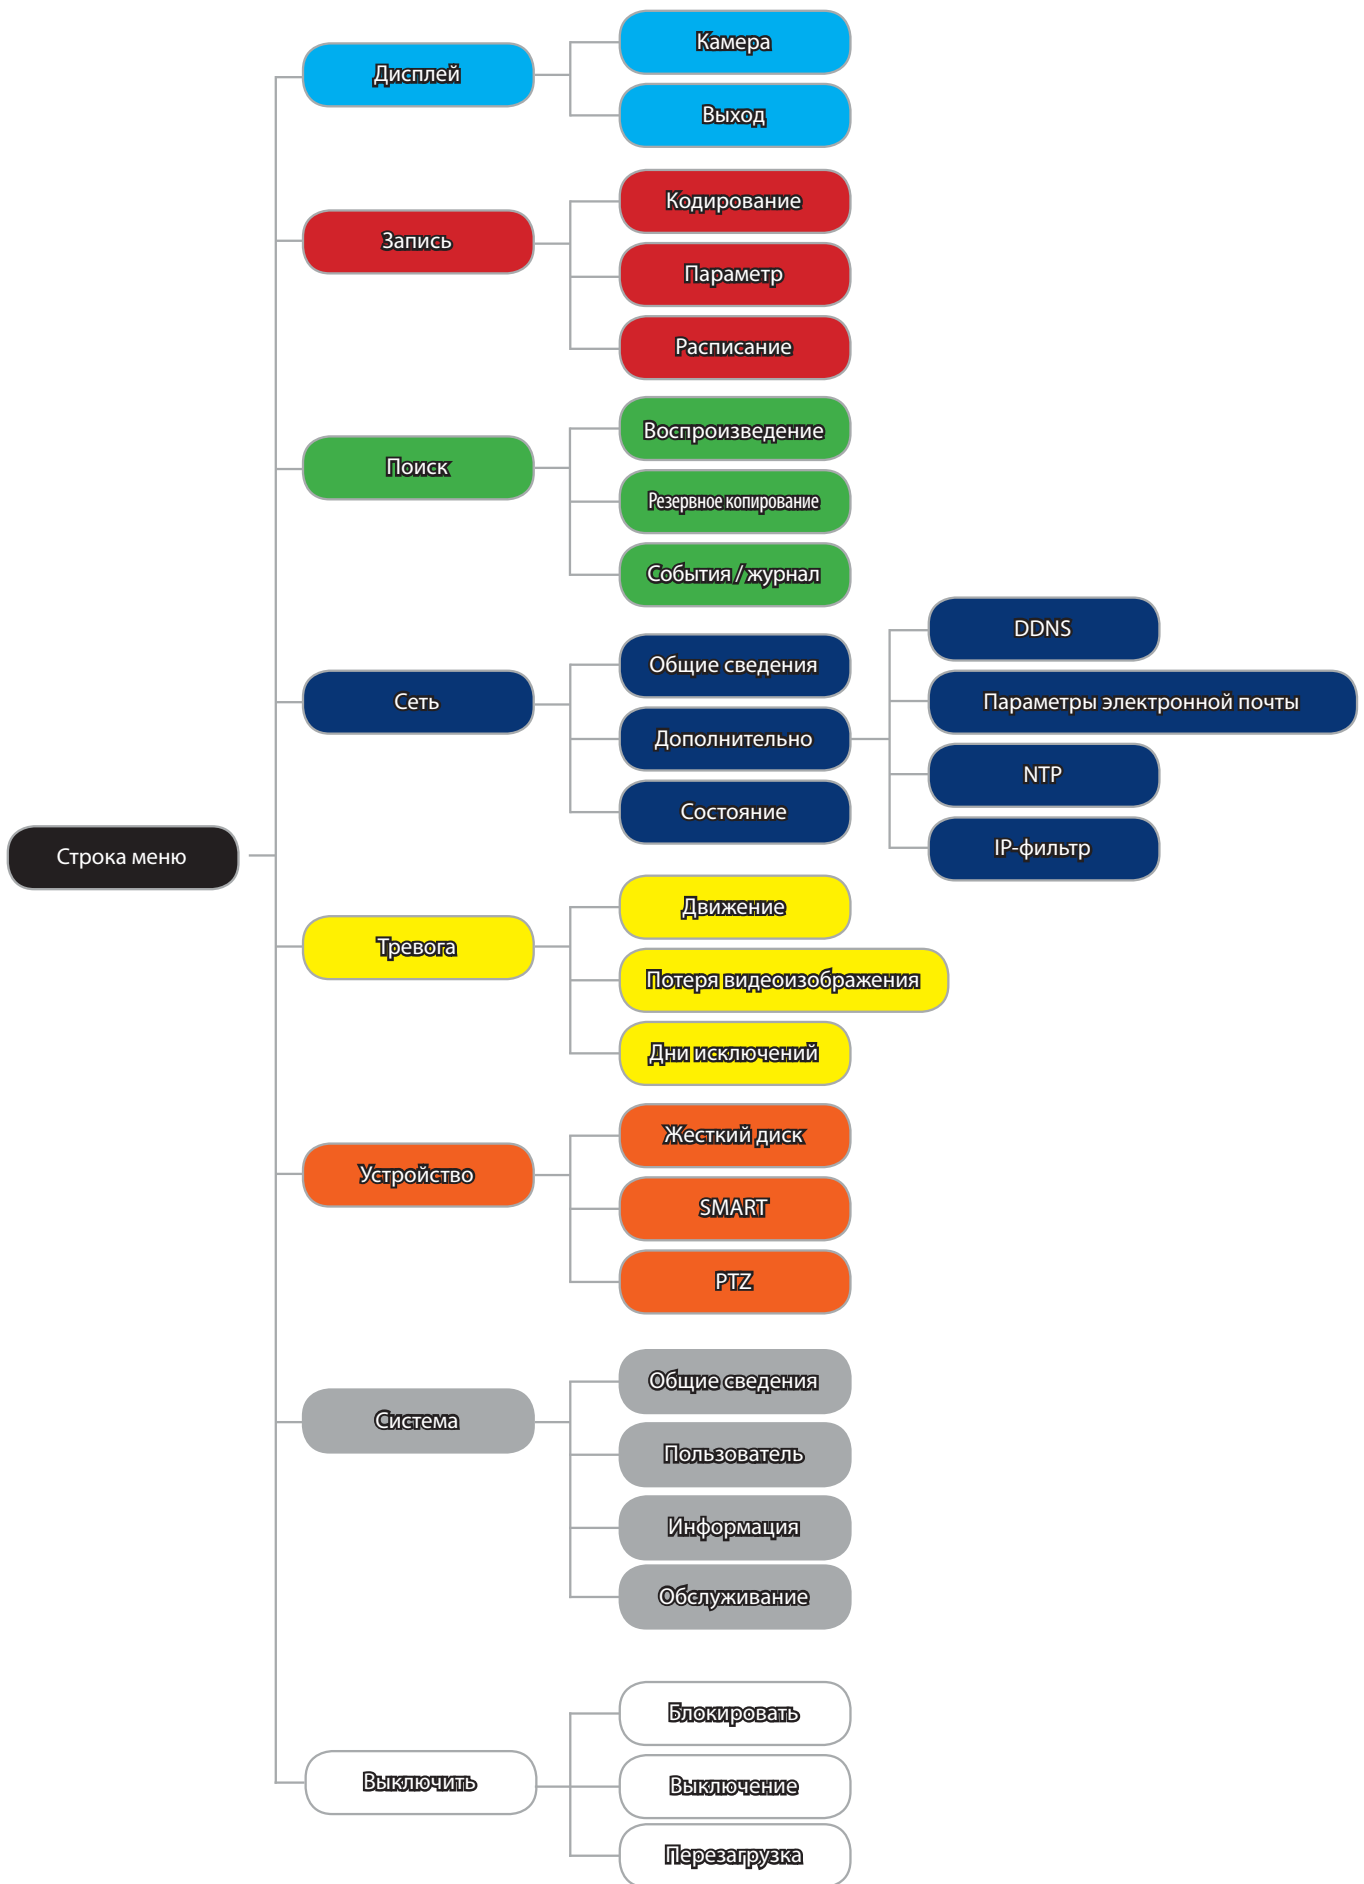 Строка меню
Дисплей
Камера
Выход
Запись
Кодирование
Параметр
Расписание
Поиск
Воспроизведение
Резервное копирование
События / журнал
Сеть
Общие сведения
Дополнительно
DDNS
Параметры электронной почты
NTP
IP-фильтр
Состояние
Тревога
Движение
Потеря видеоизображения
Дни исключений
Устройство
Жесткий диск
SMART
PTZ
Система
Общие сведения
Пользователь
Информация
Обслуживание
Выключить
Блокировать
Выключение
Перезагрузка